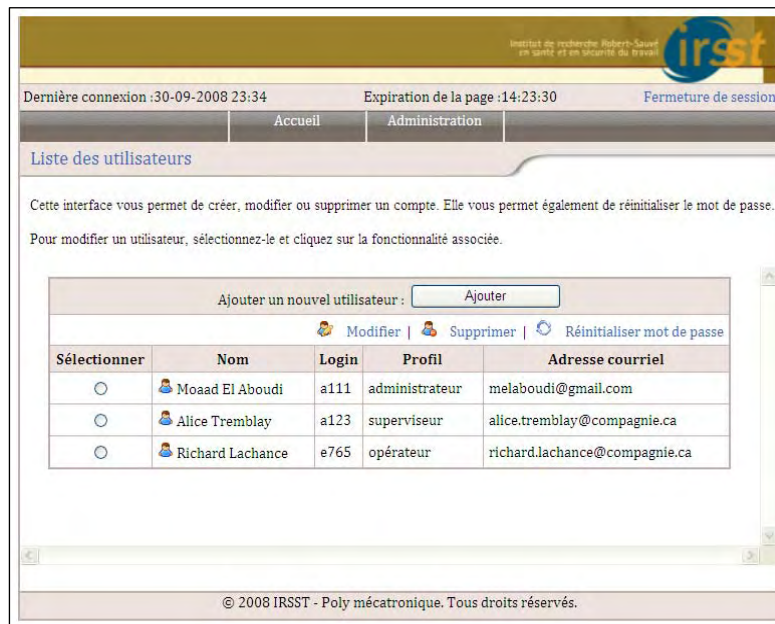 Institut de recherche Robert-Sauvé
en santé et en sécurité du travail
irsst
Dernière connexion :30-09-2008 23:34 Expiration de la page :14:23:30 Fermeture de session
Accueil Administration
Liste des utilisateurs
Cette interface vous permet de créer, modifier ou supprimer un compte. Elle vous permet également de réinitialiser le mot de passe.
Pour modifier un utilisateur, sélectionnez-le et cliquez sur la fonctionnalité associée.
Ajouter un nouvel utilisateur : Ajouter
Modifier | Supprimer | Réinitialiser mot de passe
Sélectionner Nom Login Profil Adresse courriel
Moaad El Aboudi a111 administrateur melaboudi@gmail.com
Alice Tremblay a123 superviseur alice.tremblay@compagnie.ca
Richard Lachance e765 opérateur richard.lachance@compagnie.ca
© 2008 IRSST - Poly mécatronique. Tous droits réservés.